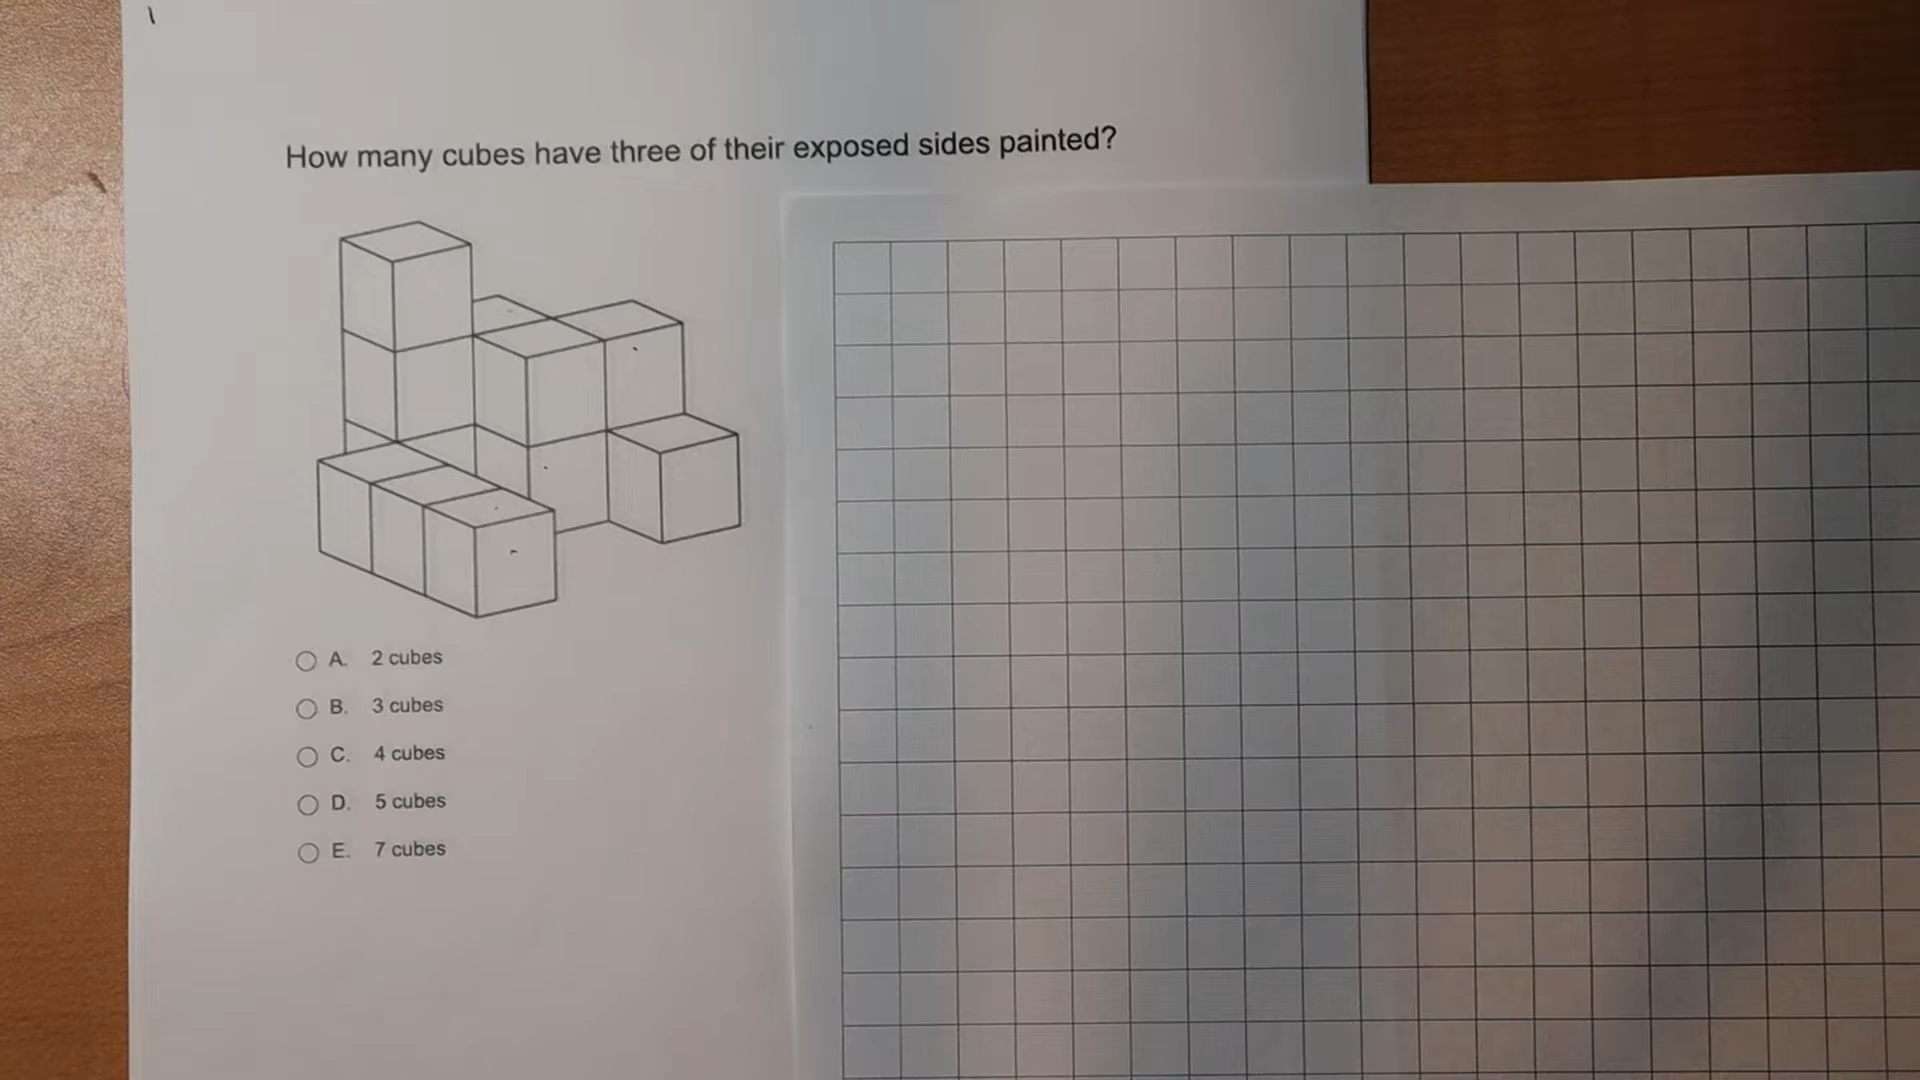 How many cubes have three of their exposed sides painted?
A. 2 cubes
B. 3 cubes
C. 4 cubes
D. 5 cubes
E. 7 cubes